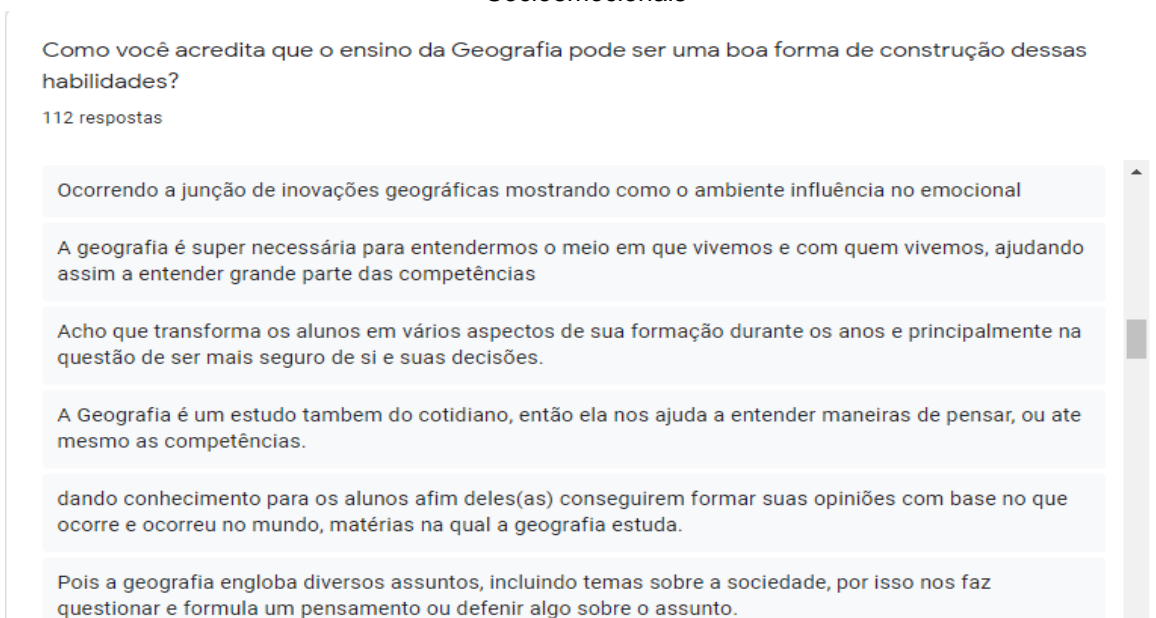 Socioemocionais
Como você acredita que o ensino da Geografia pode ser uma boa forma de construção dessas
habilidades?
112 respostas
Ocorrendo a junção de inovações geográficas mostrando como o ambiente influência no emocional
A geografia é super necessária para entendermos o meio em que vivemos e com quem vivemos, ajudando
assim a entender grande parte das competências
Acho que transforma os alunos em vários aspectos de sua formação durante os anos e principalmente na
questão de ser mais seguro de si e suas decisões.
A Geografia é um estudo tambem do cotidiano, então ela nos ajuda a entender maneiras de pensar, ou ate
mesmo as competências.
dando conhecimento para os alunos afim deles(as) conseguirem formar suas opiniões com base no que
ocorre e ocorreu no mundo, matérias na qual a geografia estuda.
Pois a geografia engloba diversos assuntos, incluindo temas sobre a sociedade, por isso nos faz
questionar e formula um pensamento ou defenir algo sobre o assunto.